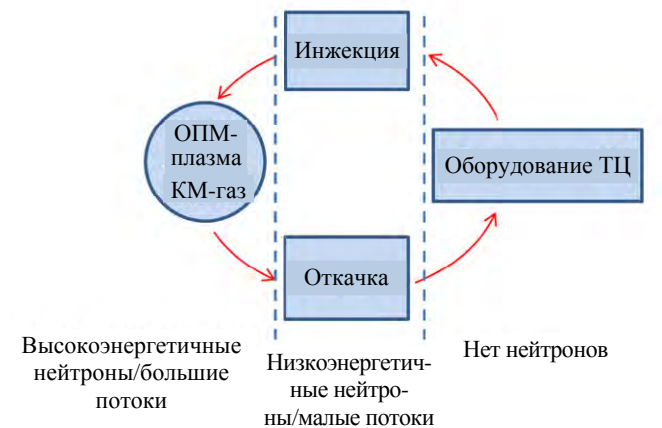 Инжекция
ОПМ-
плазма
КМ-газ
Оборудование ТЦ
Откачка
Высокоэнергетичные
нейтроны/большие
потоки
Низкоэнергетич-
ные нейтро-
ны/малые потоки
Нет нейтронов